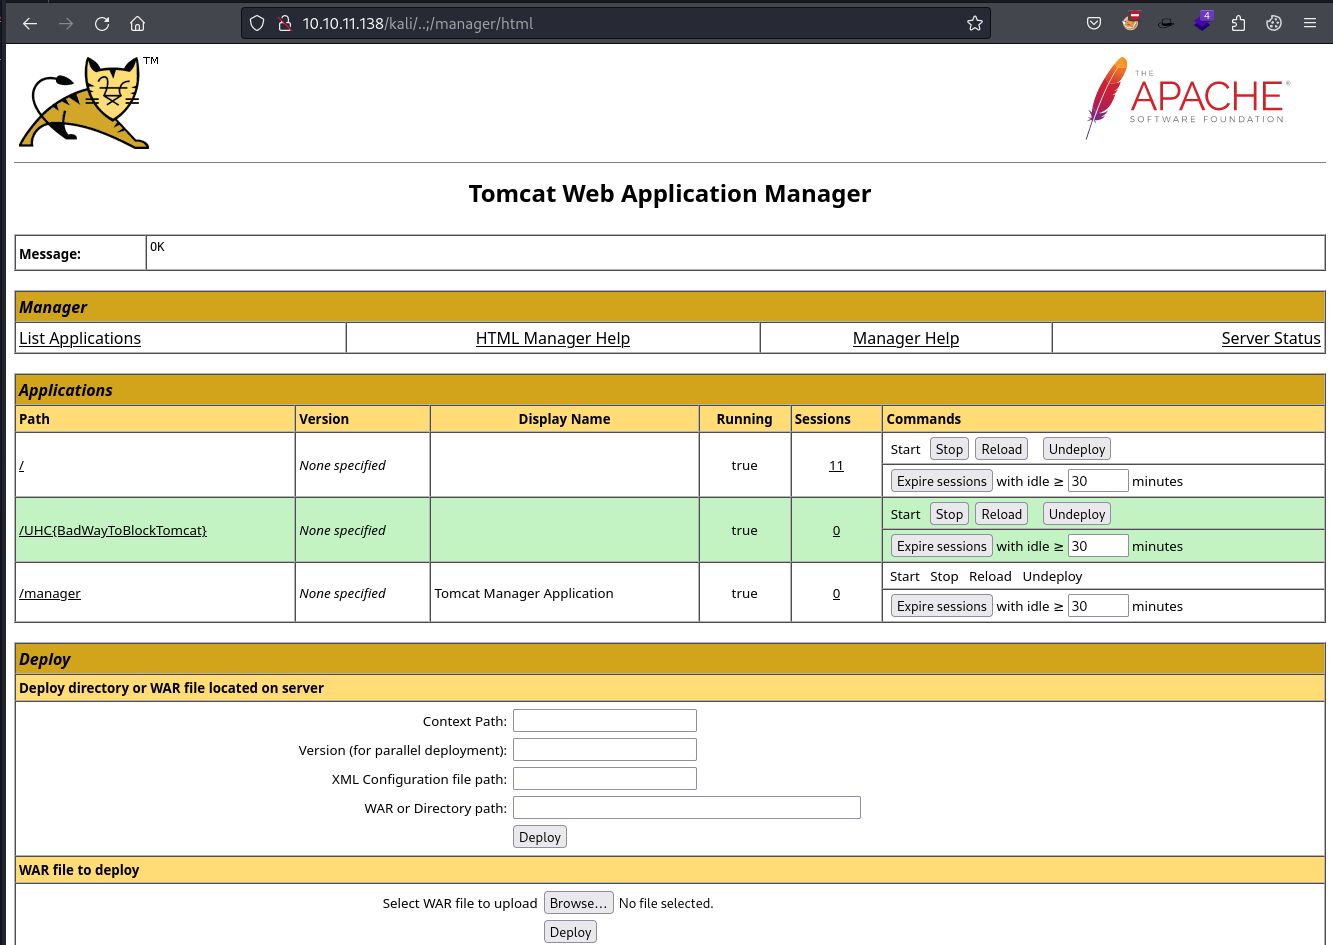 10.10.11.138/kali/..;/manager/html
4
TM
THE
APACHE®
SOFTWARE FOUNDATION
Tomcat Web Application Manager
Message: OK
Manager
List Applications HTML Manager Help Manager Help Server Status
Applications
Path Version Display Name Running Sessions Commands
/ None specified true 11 Start Stop Reload Undeploy
Expire sessions with idle ≥ 30 minutes
/UHC{BadWayToBlockTomcat} None specified true 0 Start Stop Reload Undeploy
Expire sessions with idle ≥ 30 minutes
/manager None specified Tomcat Manager Application true 0 Start Stop Reload Undeploy
Expire sessions with idle ≥ 30 minutes
Deploy
Deploy directory or WAR file located on server
Context Path:
Version (for parallel deployment):
XML Configuration file path:
WAR or Directory path:
Deploy
WAR file to deploy
Select WAR file to upload Browse... No file selected.
Deploy